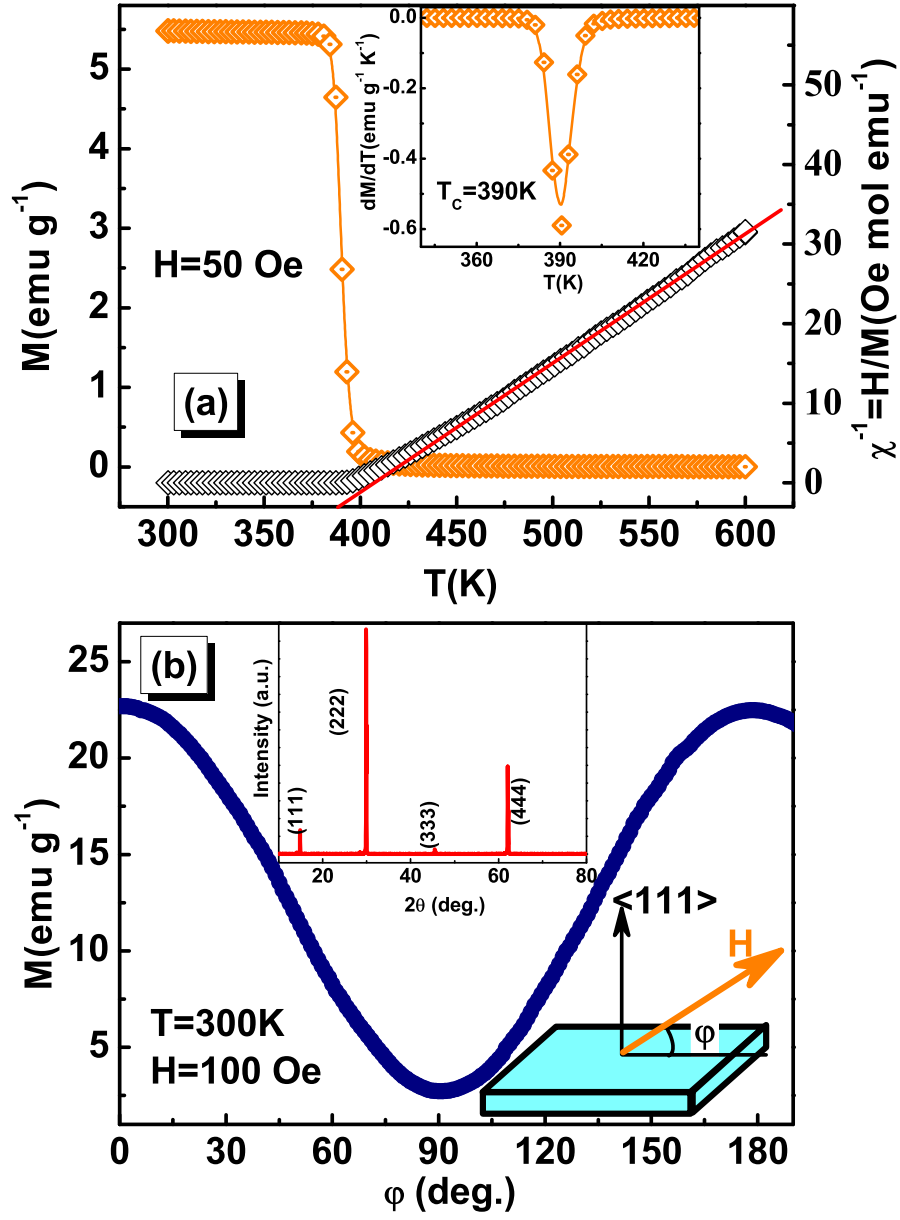 (a)
M(emu g⁻¹)
5
4
3
2
1
0
H=50 Oe
300
350
400
450
500
550
600
T(K)
50
40
30
20
10
0
χ⁻¹=H/M(Oe mol emu⁻¹)
0.0
-0.2
-0.4
-0.6
dM/dT(emu g⁻¹ K⁻¹)
T_C=390K
360
390
420
T(K)
(b)
M(emu g⁻¹)
25
20
15
10
5
T=300K
H=100 Oe
0
30
60
90
120
150
180
φ (deg.)
Intensity (a.u.)
(111)
(222)
(333)
(444)
20
40
60
80
2θ (deg.)
<111>
H
φ